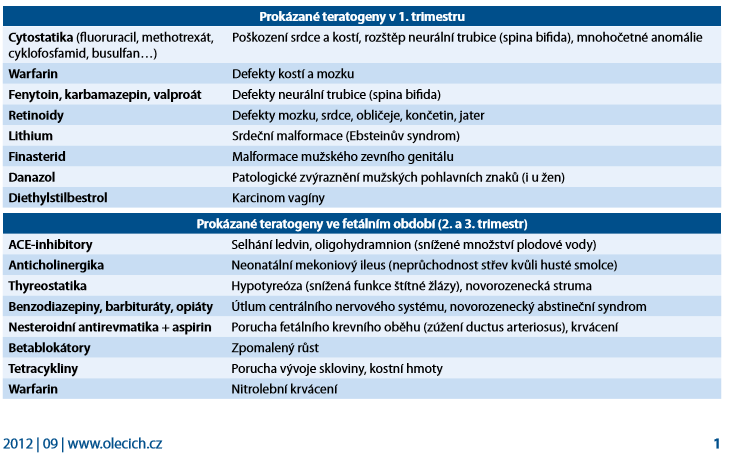 Prokázané teratogeny v 1. trimestru
Cytostatika (fluoruracil, methotrexát, cyklofosfamid, busulfan…) Poškození srdce a kostí, rozštěp neurální trubice (spina bifida), mnohočetné anomálie
Warfarin Defekty kostí a mozku
Fenytoin, karbamazepin, valproát Defekty neurální trubice (spina bifida)
Retinoidy Defekty mozku, srdce, obličeje, končetin, jater
Lithium Srdeční malformace (Ebsteinův syndrom)
Finasterid Malformace mužského zevního genitálu
Danazol Patologické zvýraznění mužských pohlavních znaků (i u žen)
Diethylstilbestrol Karcinom vagíny
Prokázané teratogeny ve fetálním období (2. a 3. trimestr)
ACE-inhibitory Selhání ledvin, oligohydramnion (snížené množství plodové vody)
Anticholinergika Neonatální mekoniový ileus (neprůchodnost střev kvůli husté smolce)
Thyreostatika Hypotyreóza (snížená funkce štítné žlázy), novorozenecká struma
Benzodiazepiny, barbituráty, opiáty Útlum centrálního nervového systému, novorozenecký abstineční syndrom
Nesteroidní antirevmatika + aspirin Porucha fetálního krevního oběhu (zúžení ductus arteriosus), krvácení
Betablokátory Zpomalený růst
Tetracykliny Porucha vývoje skloviny, kostní hmoty
Warfarin Nitrolební krvácení
2012 | 09 | www.olecich.cz 1